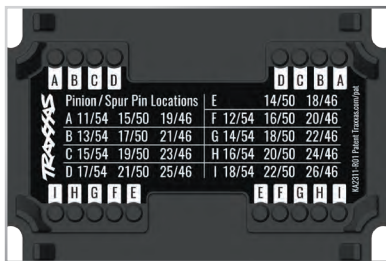 A B C D
D C B A
TRAXXAS
Pinion/Spur Pin Locations
A 11/54 15/50 19/46
B 13/54 17/50 21/46
C 15/54 19/50 23/46
D 17/54 21/50 25/46
E 14/50 18/46
F 12/54 16/50 20/46
G 14/54 18/50 22/46
H 16/54 20/50 24/46
I 18/54 22/50 26/46
KA2311-R01 Patent Traxxas.com/pat
I H G F E
E F G H I